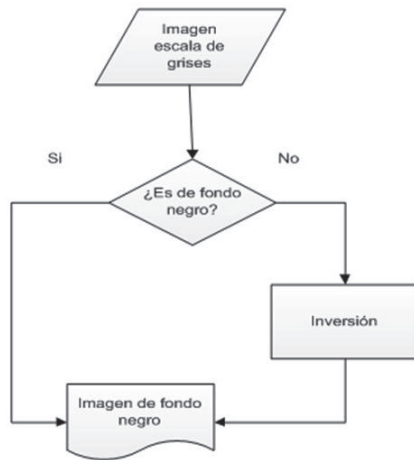 Imagen
escala de
grises
Si
No
¿Es de fondo
negro?
Inversión
Imagen de fondo
negro